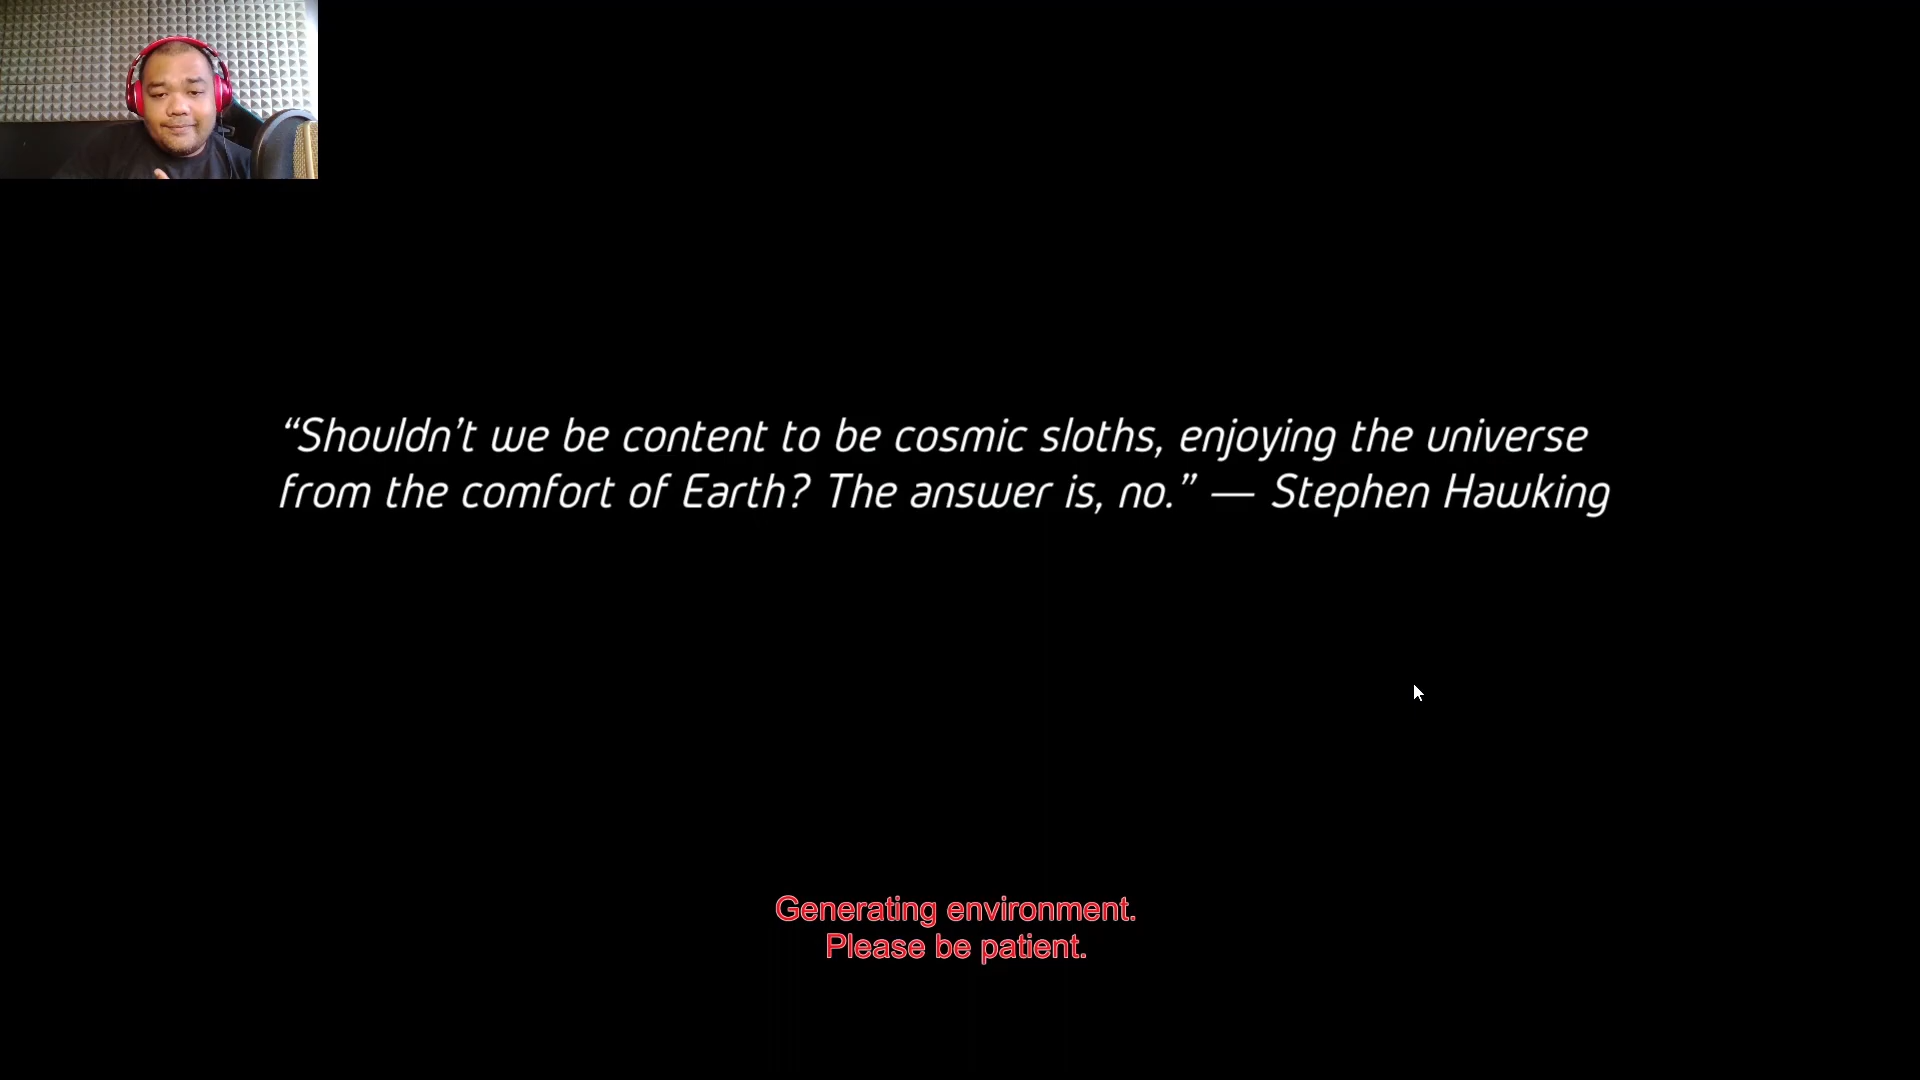 “Shouldn’t we be content to be cosmic sloths, enjoying the universe
from the comfort of Earth? The answer is, no.” — Stephen Hawking
Generating environment.
Please be patient.